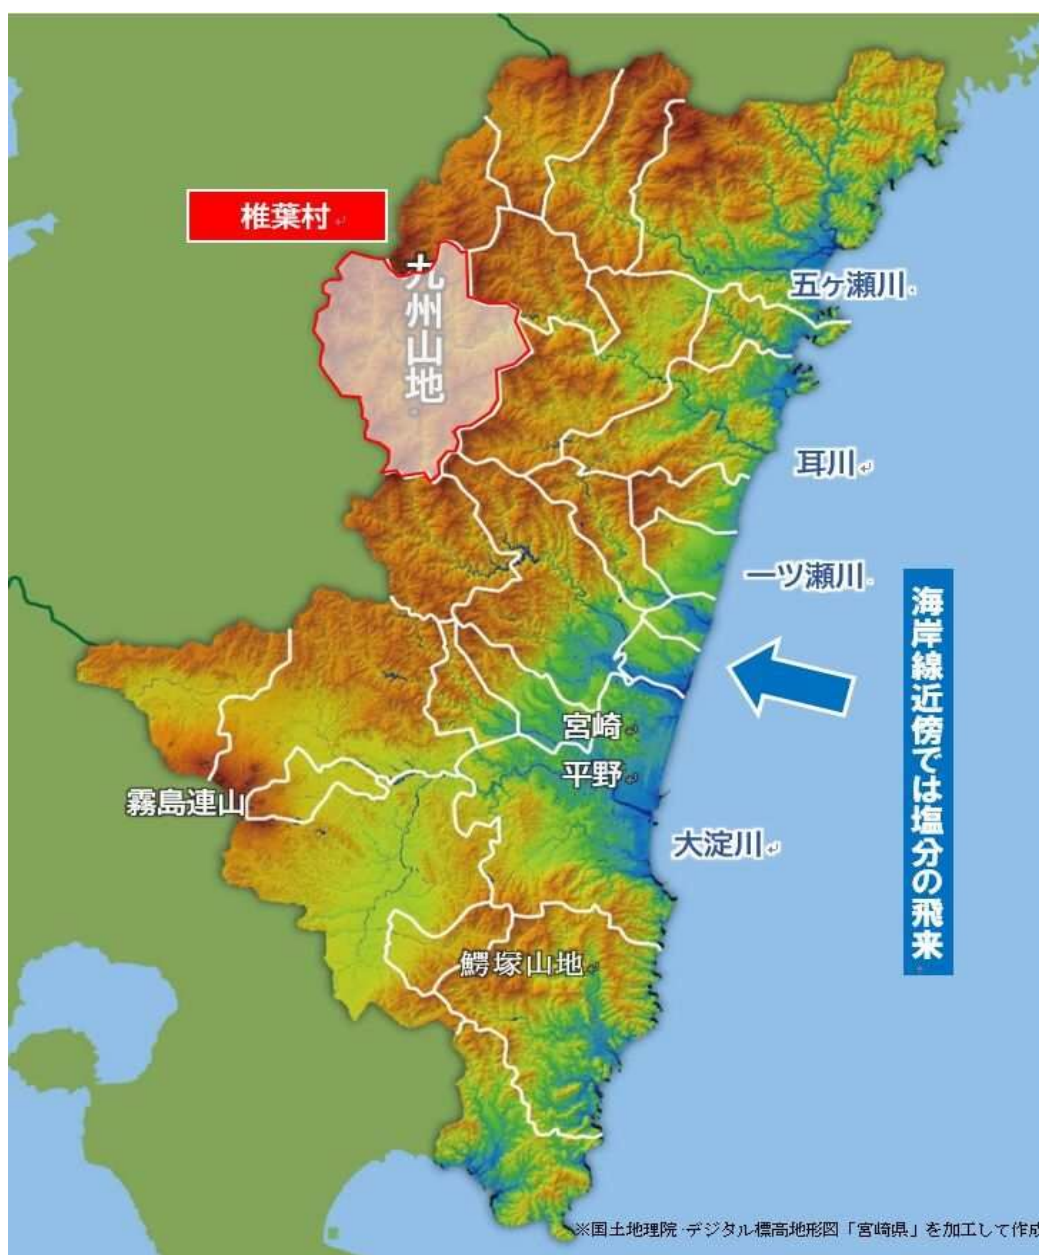 椎葉村
九州山地
五ヶ瀬川
耳川
一ツ瀬川
海岸線近傍では塩分の飛来
宮崎
平野
霧島連山
大淀川
鰐塚山地
※国土地理院・デジタル標高地形図「宮崎県」を加工して作成